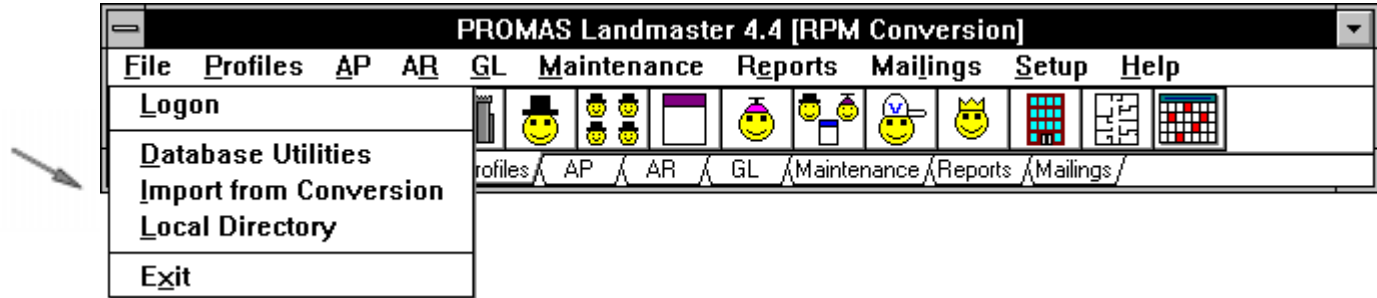 PROMAS Landmaster 4.4 [RPM Conversion]
File Profiles AP AR GL Maintenance Reports Mailings Setup Help
Logon
Database Utilities
Import from Conversion
Local Directory
Exit
V
rofiles AP AR GL Maintenance Reports Mailings